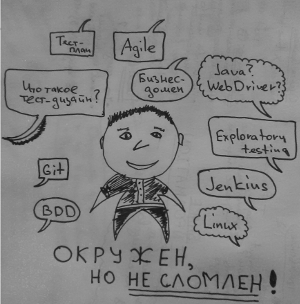 Тест-
план
Agile
Что такое
тест-дизайн?
Бизнес-
домен
Java?
WebDriver?
Exploratory
testing
Git
Jenkins
BDD
Linux
ОКРУЖЕН,
НО НЕ СЛОМЛЕН!